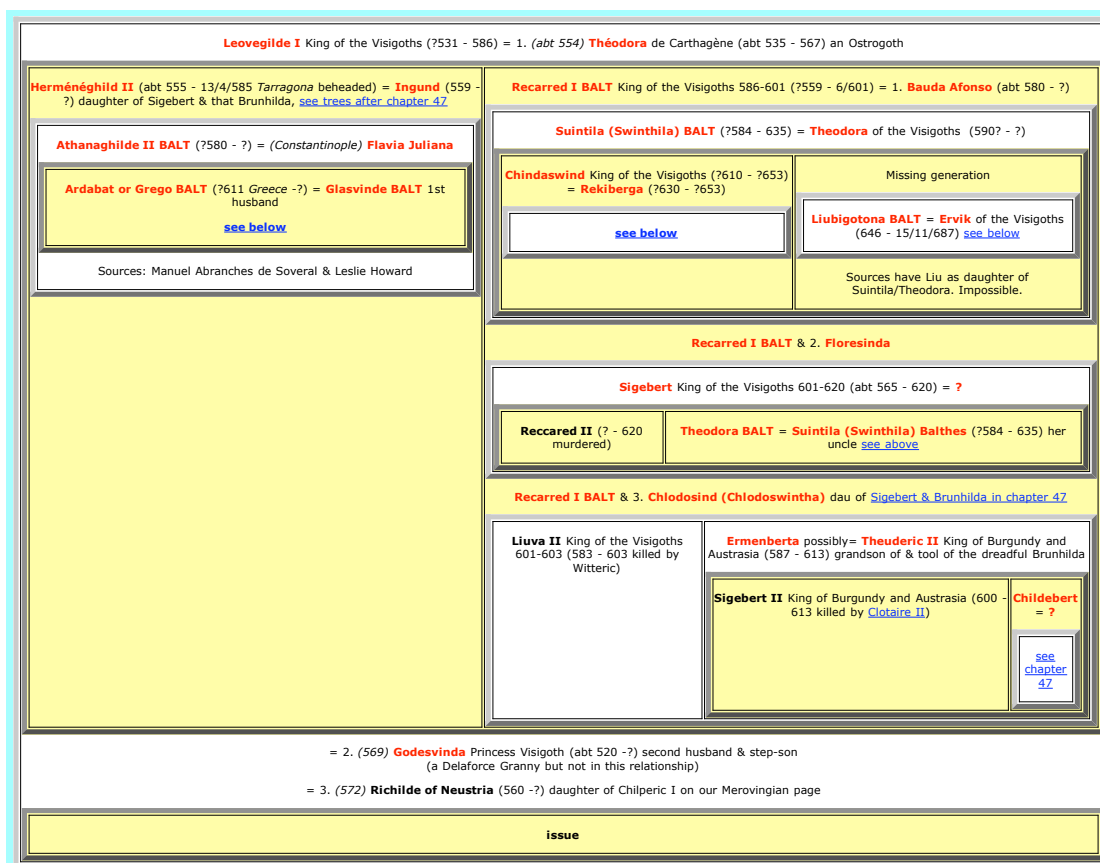 Leovegilde I King of the Visigoths (?531 - 586) = 1. (abt 554) Théodora de Carthagène (abt 535 - 567) an Ostrogoth
Herménéghild II (abt 555 - 13/4/585 Tarragona beheaded) = Ingund (559 -
?) daughter of Sigebert & that Brunhilda, see trees after chapter 47
Athanaghilde II BALT (?580 - ?) = (Constantinople) Flavia Juliana
Ardabat or Grego BALT (?611 Greece -?) = Glasvinde BALT 1st
husband
see below
Sources: Manuel Abranches de Soveral & Leslie Howard
Recarred I BALT King of the Visigoths 586-601 (?559 - 6/601) = 1. Bauda Afonso (abt 580 - ?)
Suintila (Swinthila) BALT (?584 - 635) = Theodora of the Visigoths (590? - ?)
Chindaswind King of the Visigoths (?610 - ?653)
= Rekiberga (?630 - ?653)
see below
Missing generation
Liubigotona BALT = Ervik of the Visigoths
(646 - 15/11/687) see below
Sources have Liu as daughter of
Suintila/Theodora. Impossible.
Recarred I BALT & 2. Floresinda
Sigebert King of the Visigoths 601-620 (abt 565 - 620) = ?
Reccared II (? - 620
murdered)
Theodora BALT = Suintila (Swinthila) Balthes (?584 - 635) her
uncle see above
Recarred I BALT & 3. Chlodosind (Chlodoswintha) dau of Sigebert & Brunhilda in chapter 47
Liuva II King of the Visigoths
601-603 (583 - 603 killed by
Witteric)
Ermenberta possibly= Theuderic II King of Burgundy and
Austrasia (587 - 613) grandson of & tool of the dreadful Brunhilda
Sigebert II King of Burgundy and Austrasia (600 -
613 killed by Clotaire II)
Childebert
= ?
see
chapter
47
= 2. (569) Godesvinda Princess Visigoth (abt 520 -?) second husband & step-son
(a Delaforce Granny but not in this relationship)
= 3. (572) Richilde of Neustria (560 -?) daughter of Chilperic I on our Merovingian page
issue